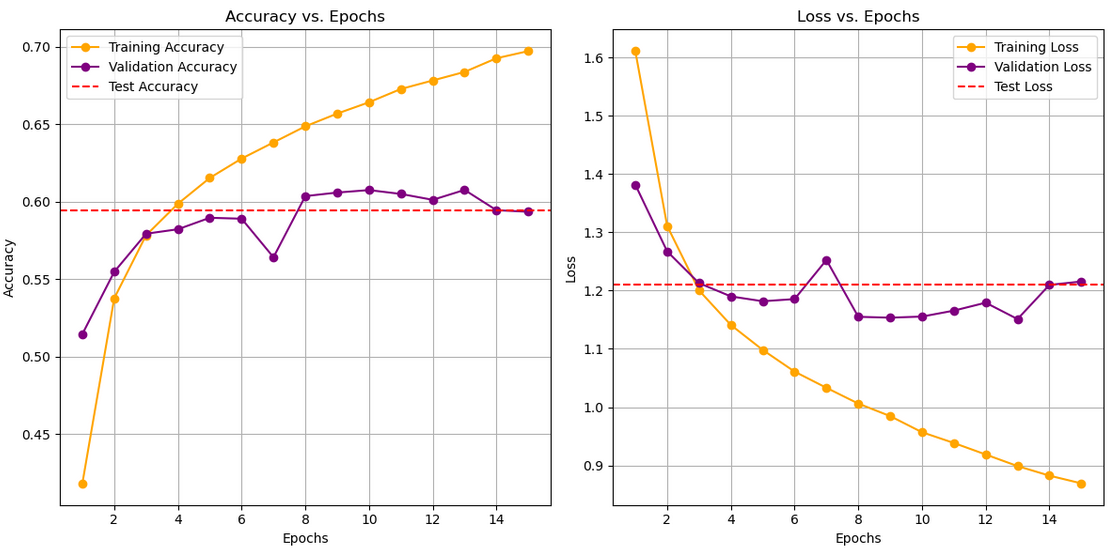 Accuracy vs. Epochs
Training Accuracy
Validation Accuracy
Test Accuracy
0.70
0.65
0.60
0.55
0.50
0.45
Accuracy
2 4 6 8 10 12 14
Epochs
Loss vs. Epochs
Training Loss
Validation Loss
Test Loss
1.6
1.5
1.4
1.3
1.2
1.1
1.0
0.9
Loss
2 4 6 8 10 12 14
Epochs